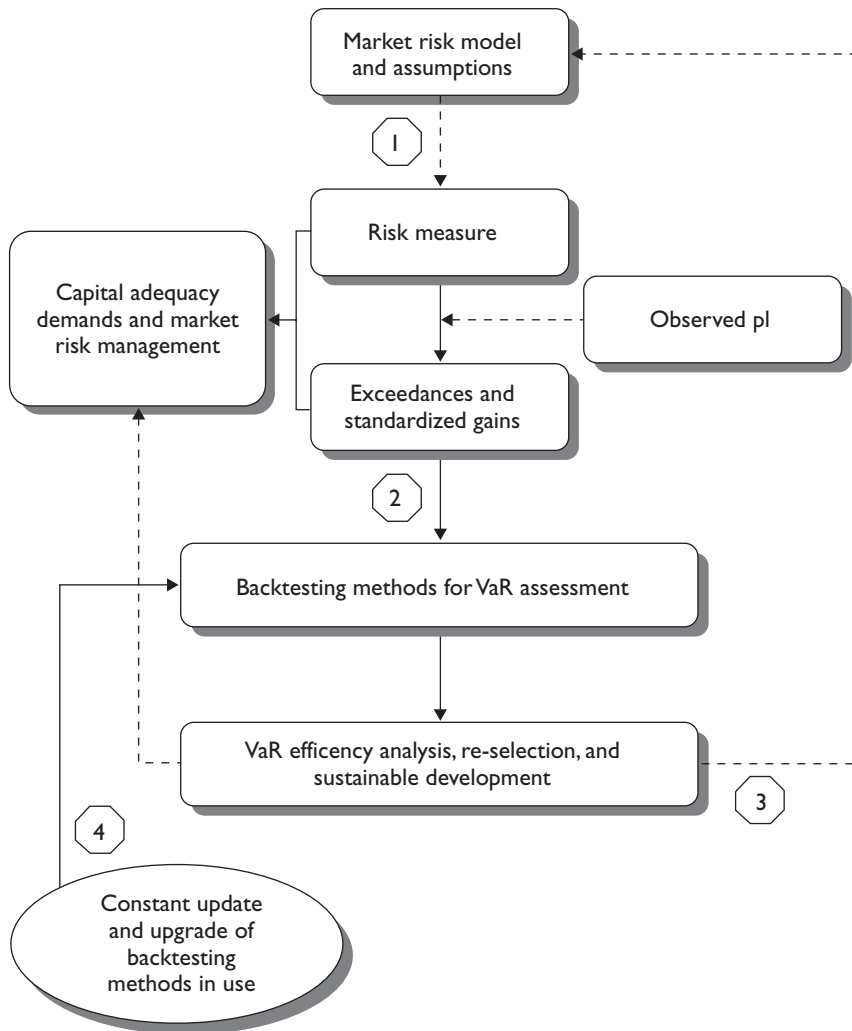 Market risk model
and assumptions
1
Risk measure
Capital adequacy
demands and market
risk management
Observed pl
Exceedances and
standardized gains
2
Backtesting methods for VaR assessment
VaR efficency analysis, re-selection, and
sustainable development
3
4
Constant update
and upgrade of
backtesting
methods in use